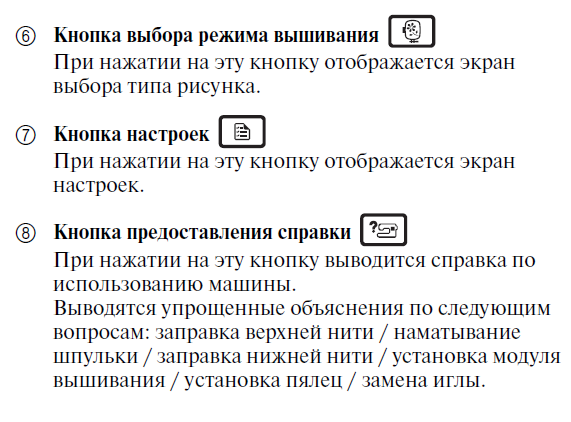 ⑥ Кнопка выбора режима вышивания
При нажатии на эту кнопку отображается экран
выбора типа рисунка.
⑦ Кнопка настроек
При нажатии на эту кнопку отображается экран
настроек.
⑧ Кнопка предоставления справки ?
При нажатии на эту кнопку выводится справка по
использованию машины.
Выводятся упрощенные объяснения по следующим
вопросам: заправка верхней нити / наматывание
шпульки / заправка нижней нити / установка модуля
вышивания / установка пялец / замена иглы.